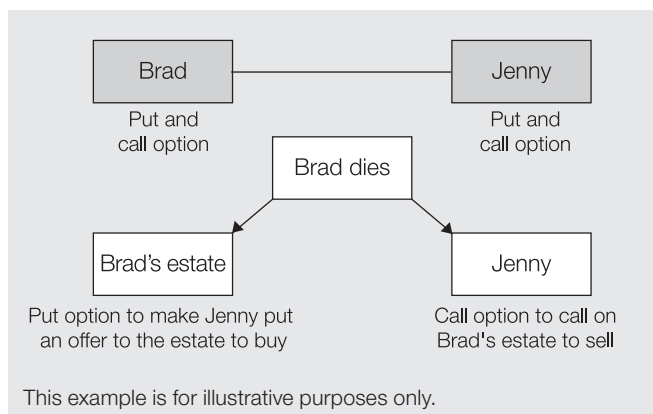 Brad
Jenny
Put and
call option
Put and
call option
Brad dies
Brad's estate
Jenny
Put option to make Jenny put
an offer to the estate to buy
Call option to call on
Brad's estate to sell
This example is for illustrative purposes only.